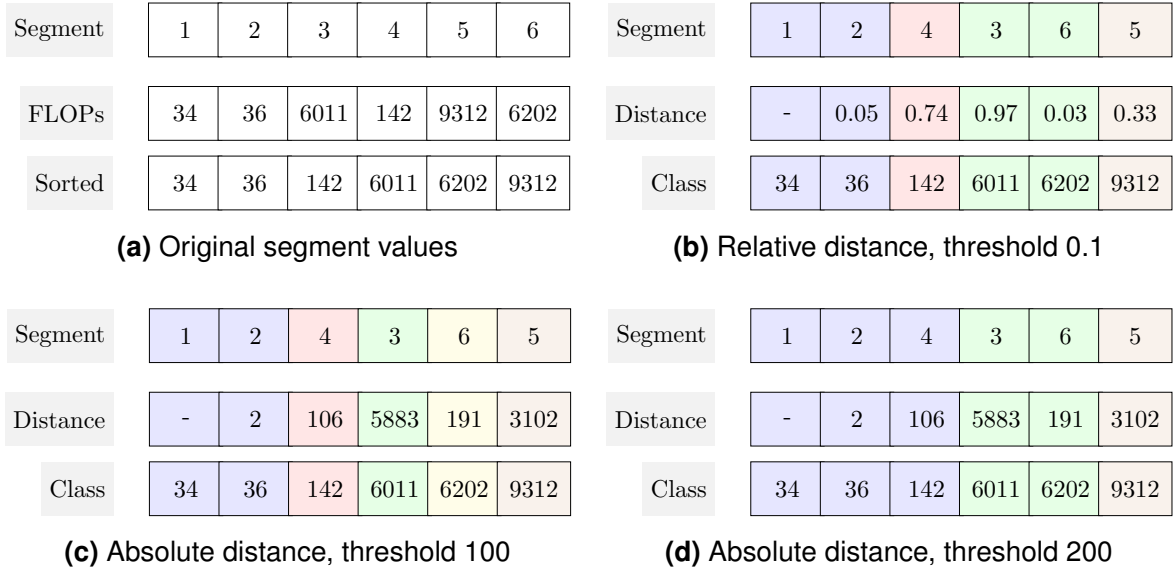 Segment 1 2 3 4 5 6
FLOPs 34 36 6011 142 9312 6202
Sorted 34 36 142 6011 6202 9312
(a) Original segment values
Segment 1 2 4 3 6 5
Distance - 0.05 0.74 0.97 0.03 0.33
Class 34 36 142 6011 6202 9312
(b) Relative distance, threshold 0.1
Segment 1 2 4 3 6 5
Distance - 2 106 5883 191 3102
Class 34 36 142 6011 6202 9312
(c) Absolute distance, threshold 100
Segment 1 2 4 3 6 5
Distance - 2 106 5883 191 3102
Class 34 36 142 6011 6202 9312
(d) Absolute distance, threshold 200